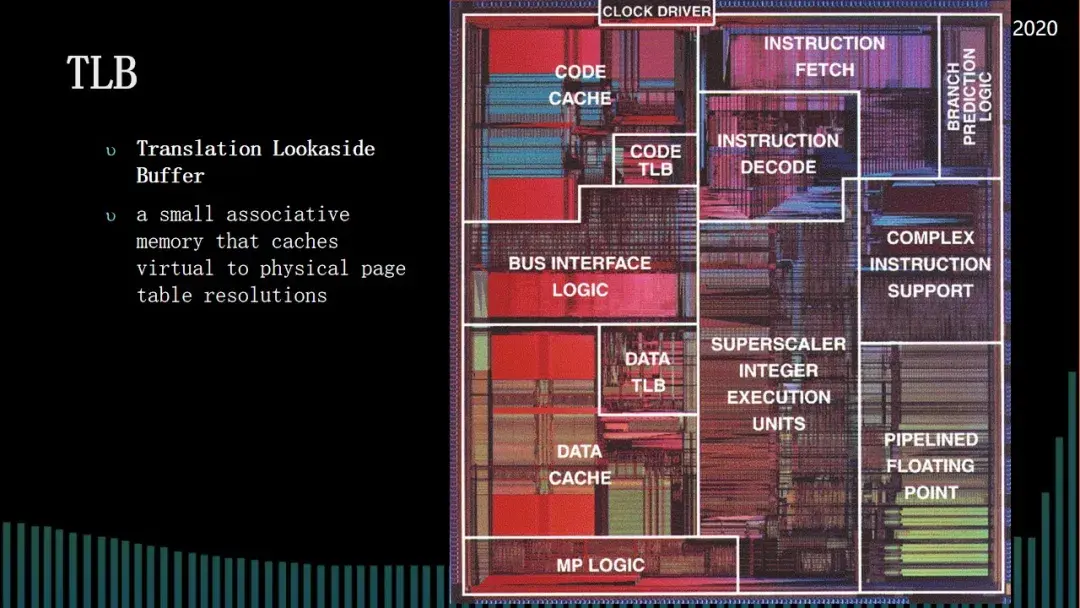 TLB
Translation Lookaside
Buffer
a small associative
memory that caches
virtual to physical page
table resolutions
2020
CLOCK DRIVER
CODE
CACHE
CODE
TLB
INSTRUCTION
FETCH
BRANCH
PREDICTION
LOGIC
INSTRUCTION
DECODE
BUS INTERFACE
LOGIC
COMPLEX
INSTRUCTION
SUPPORT
DATA
TLB
SUPERSCALER
INTEGER
EXECUTION
UNITS
DATA
CACHE
PIPELINED
FLOATING
POINT
MP LOGIC